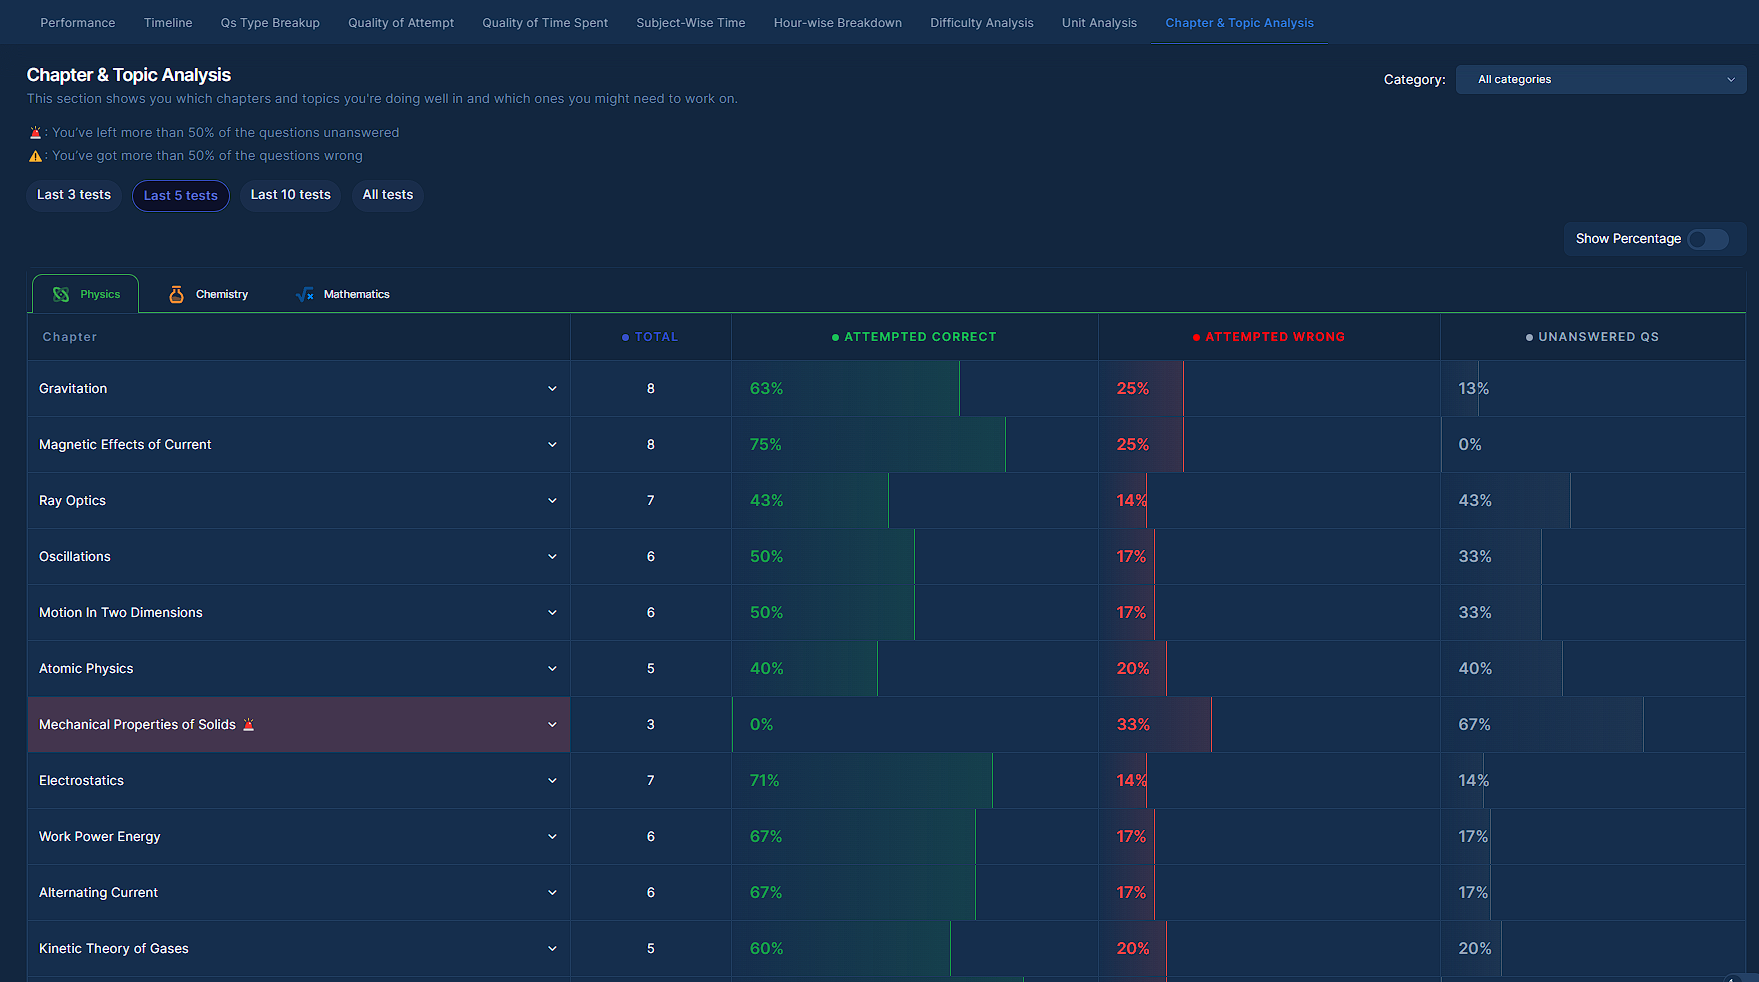 Performance Timeline Qs Type Breakup Quality of Attempt Quality of Time Spent Subject-Wise Time Hour-wise Breakdown Difficulty Analysis Unit Analysis Chapter & Topic Analysis
Chapter & Topic Analysis
Category: All categories
This section shows you which chapters and topics you're doing well in and which ones you might need to work on.
🚨: You've left more than 50% of the questions unanswered
⚠️: You've got more than 50% of the questions wrong
Last 3 tests Last 5 tests Last 10 tests All tests
Show Percentage
Physics Chemistry Mathematics
Chapter TOTAL ATTEMPTED CORRECT ATTEMPTED WRONG UNANSWERED QS
Gravitation 8 63% 25% 13%
Magnetic Effects of Current 8 75% 25% 0%
Ray Optics 7 43% 14% 43%
Oscillations 6 50% 17% 33%
Motion In Two Dimensions 6 50% 17% 33%
Atomic Physics 5 40% 20% 40%
Mechanical Properties of Solids 🚨 3 0% 33% 67%
Electrostatics 7 71% 14% 14%
Work Power Energy 6 67% 17% 17%
Alternating Current 6 67% 17% 17%
Kinetic Theory of Gases 5 60% 20% 20%